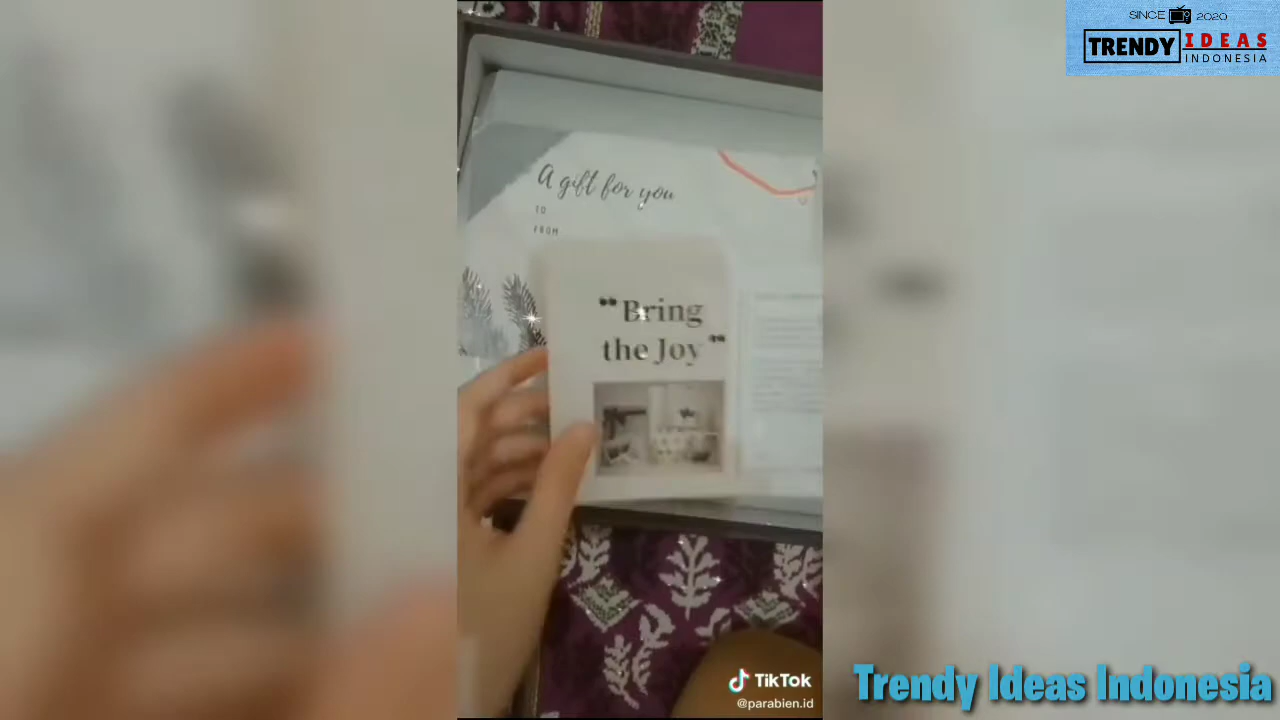 SINCE 2020
TRENDY IDEAS
INDONESIA
A gift for you
TO
FROM
"Bring
the Joy"
TikTok
@parabien.id
Trendy Ideas Indonesia